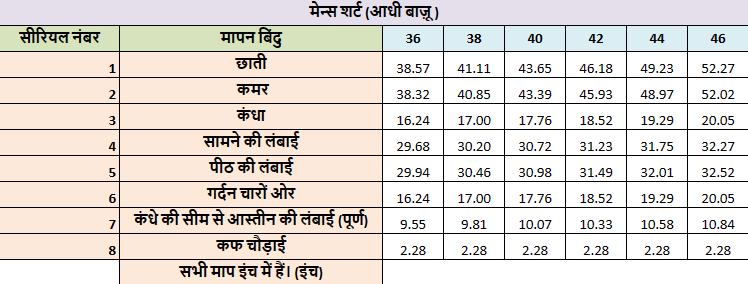 मेन्स शर्ट (आधी बाजू )
सीरियल नंबर मापन बिंदु 36 38 40 42 44 46
1 छाती 38.57 41.11 43.65 46.18 49.23 52.27
2 कमर 38.32 40.85 43.39 45.93 48.97 52.02
3 कंधा 16.24 17.00 17.76 18.52 19.29 20.05
4 सामने की लंबाई 29.68 30.20 30.72 31.23 31.75 32.27
5 पीठ की लंबाई 29.94 30.46 30.98 31.49 32.01 32.52
6 गर्दन चारों ओर 16.24 17.00 17.76 18.52 19.29 20.05
7 कंधे की सीम से आस्तीन की लंबाई (पूर्ण) 9.55 9.81 10.07 10.33 10.58 10.84
8 कफ चौड़ाई 2.28 2.28 2.28 2.28 2.28 2.28
सभी माप इंच में हैं। (इंच)